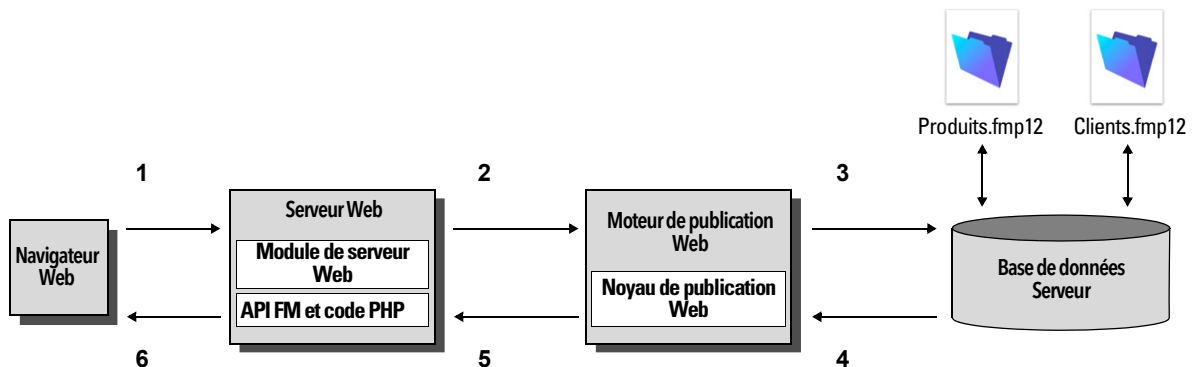 Produits.fmp12
Clients.fmp12
1
2
3
Navigateur
Web
Serveur Web
Module de serveur
Web
API FM et code PHP
Moteur de publication
Web
Noyau de publication
Web
Base de données
Serveur
6
5
4